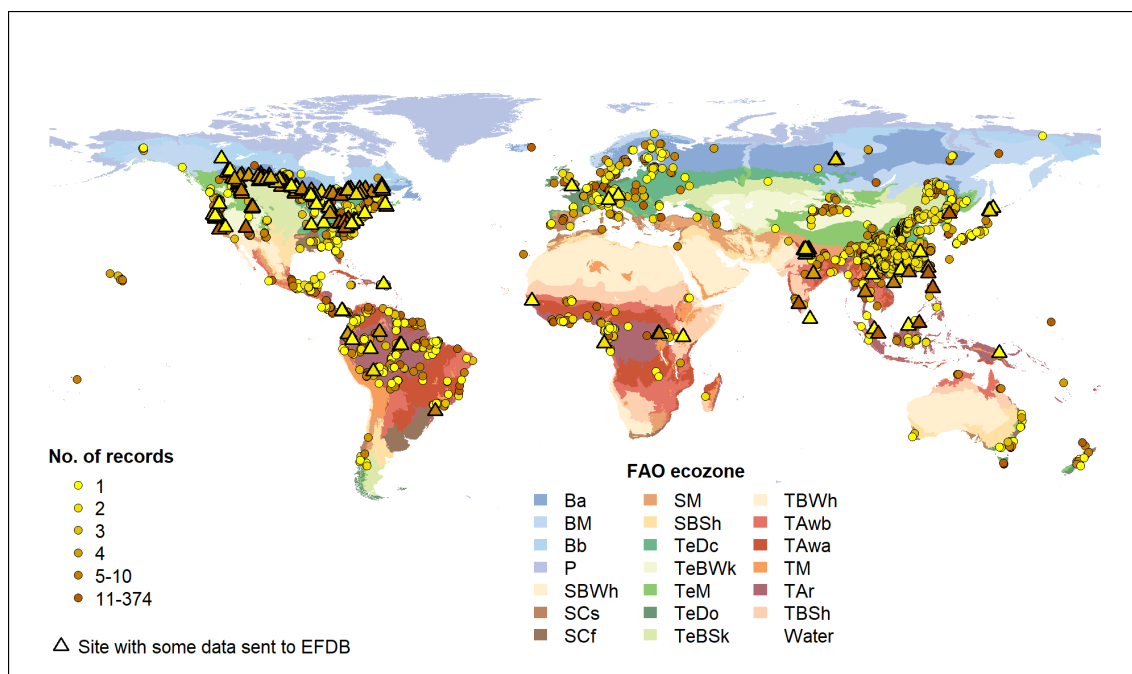 No. of records
1
2
3
4
5-10
11-374
Site with some data sent to EFDB
FAO ecozone
Ba
BM
Bb
P
SBWh
SCs
SCf
SM
SBSh
TeDc
TeBWk
TeM
TeDo
TeBSk
TBWh
TAwb
TAwa
TM
TAr
TBSh
Water